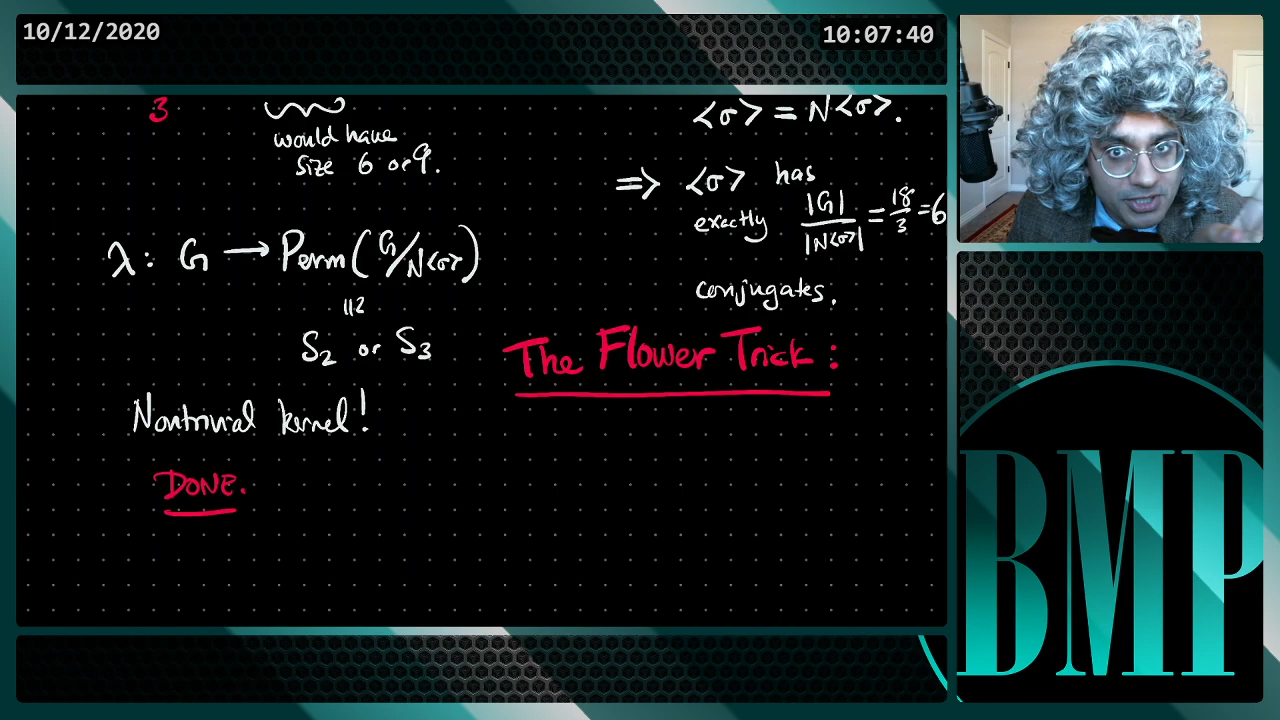 10/12/2020
10:07:40
3
would have
size 6 or 9.
λ: G → Perm(G/N<σ>)
≅
S₂ or S₃
Nontrivial kernel!
DONE.
<σ> = N<σ>.
⇒ <σ> has
exactly |G|/|N<σ>| = 18/3 = 6
conjugates.
The Flower Trick:
BMP